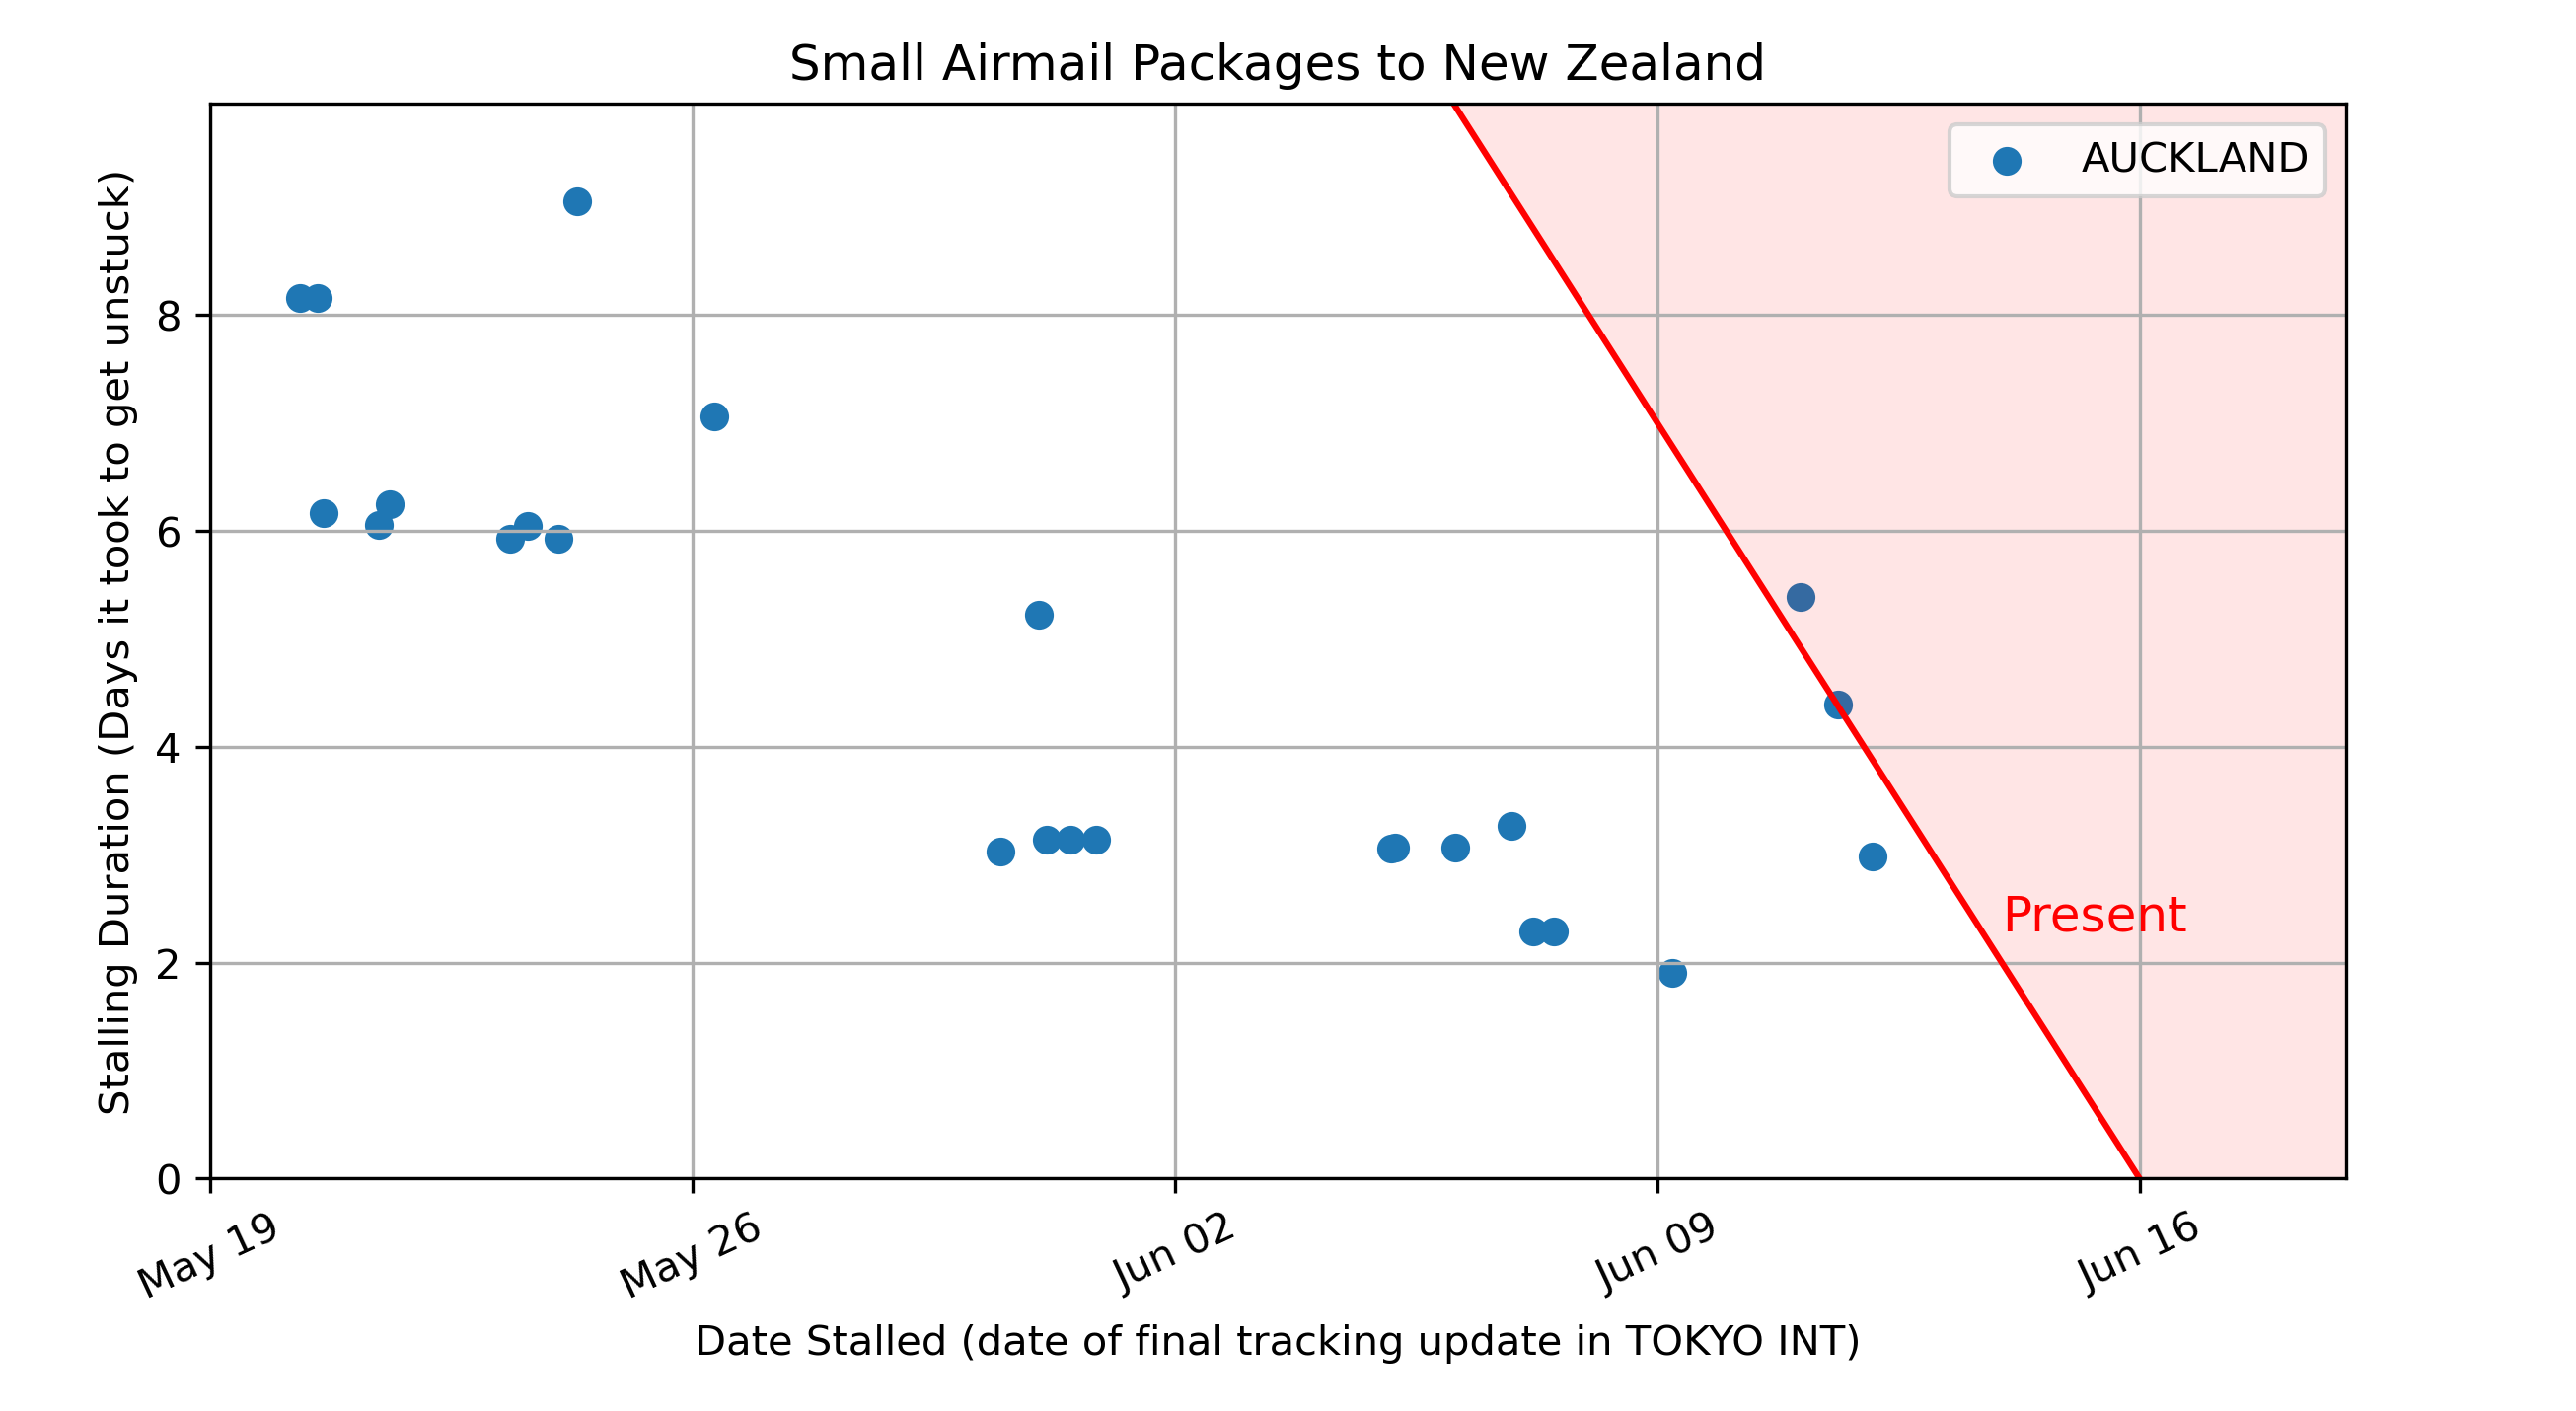 Small Airmail Packages to New Zealand
AUCKLAND
Stalling Duration (Days it took to get unstuck)
8
6
4
2
0
Present
May 19
May 26
Jun 02
Jun 09
Jun 16
Date Stalled (date of final tracking update in TOKYO INT)